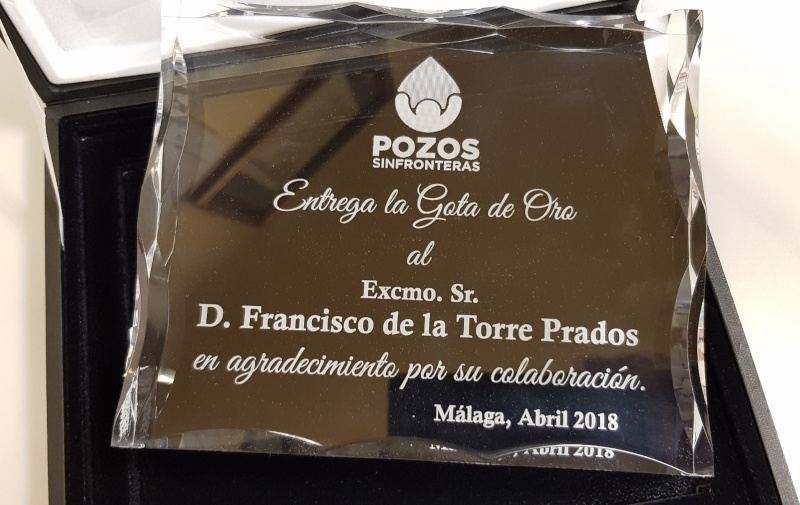 POZOS
SINFRONTERAS
Entrega la Gota de Oro
al
Excmo. Sr.
D. Francisco de la Torre Prados
en agradecimiento por su colaboración.
Málaga, Abril 2018